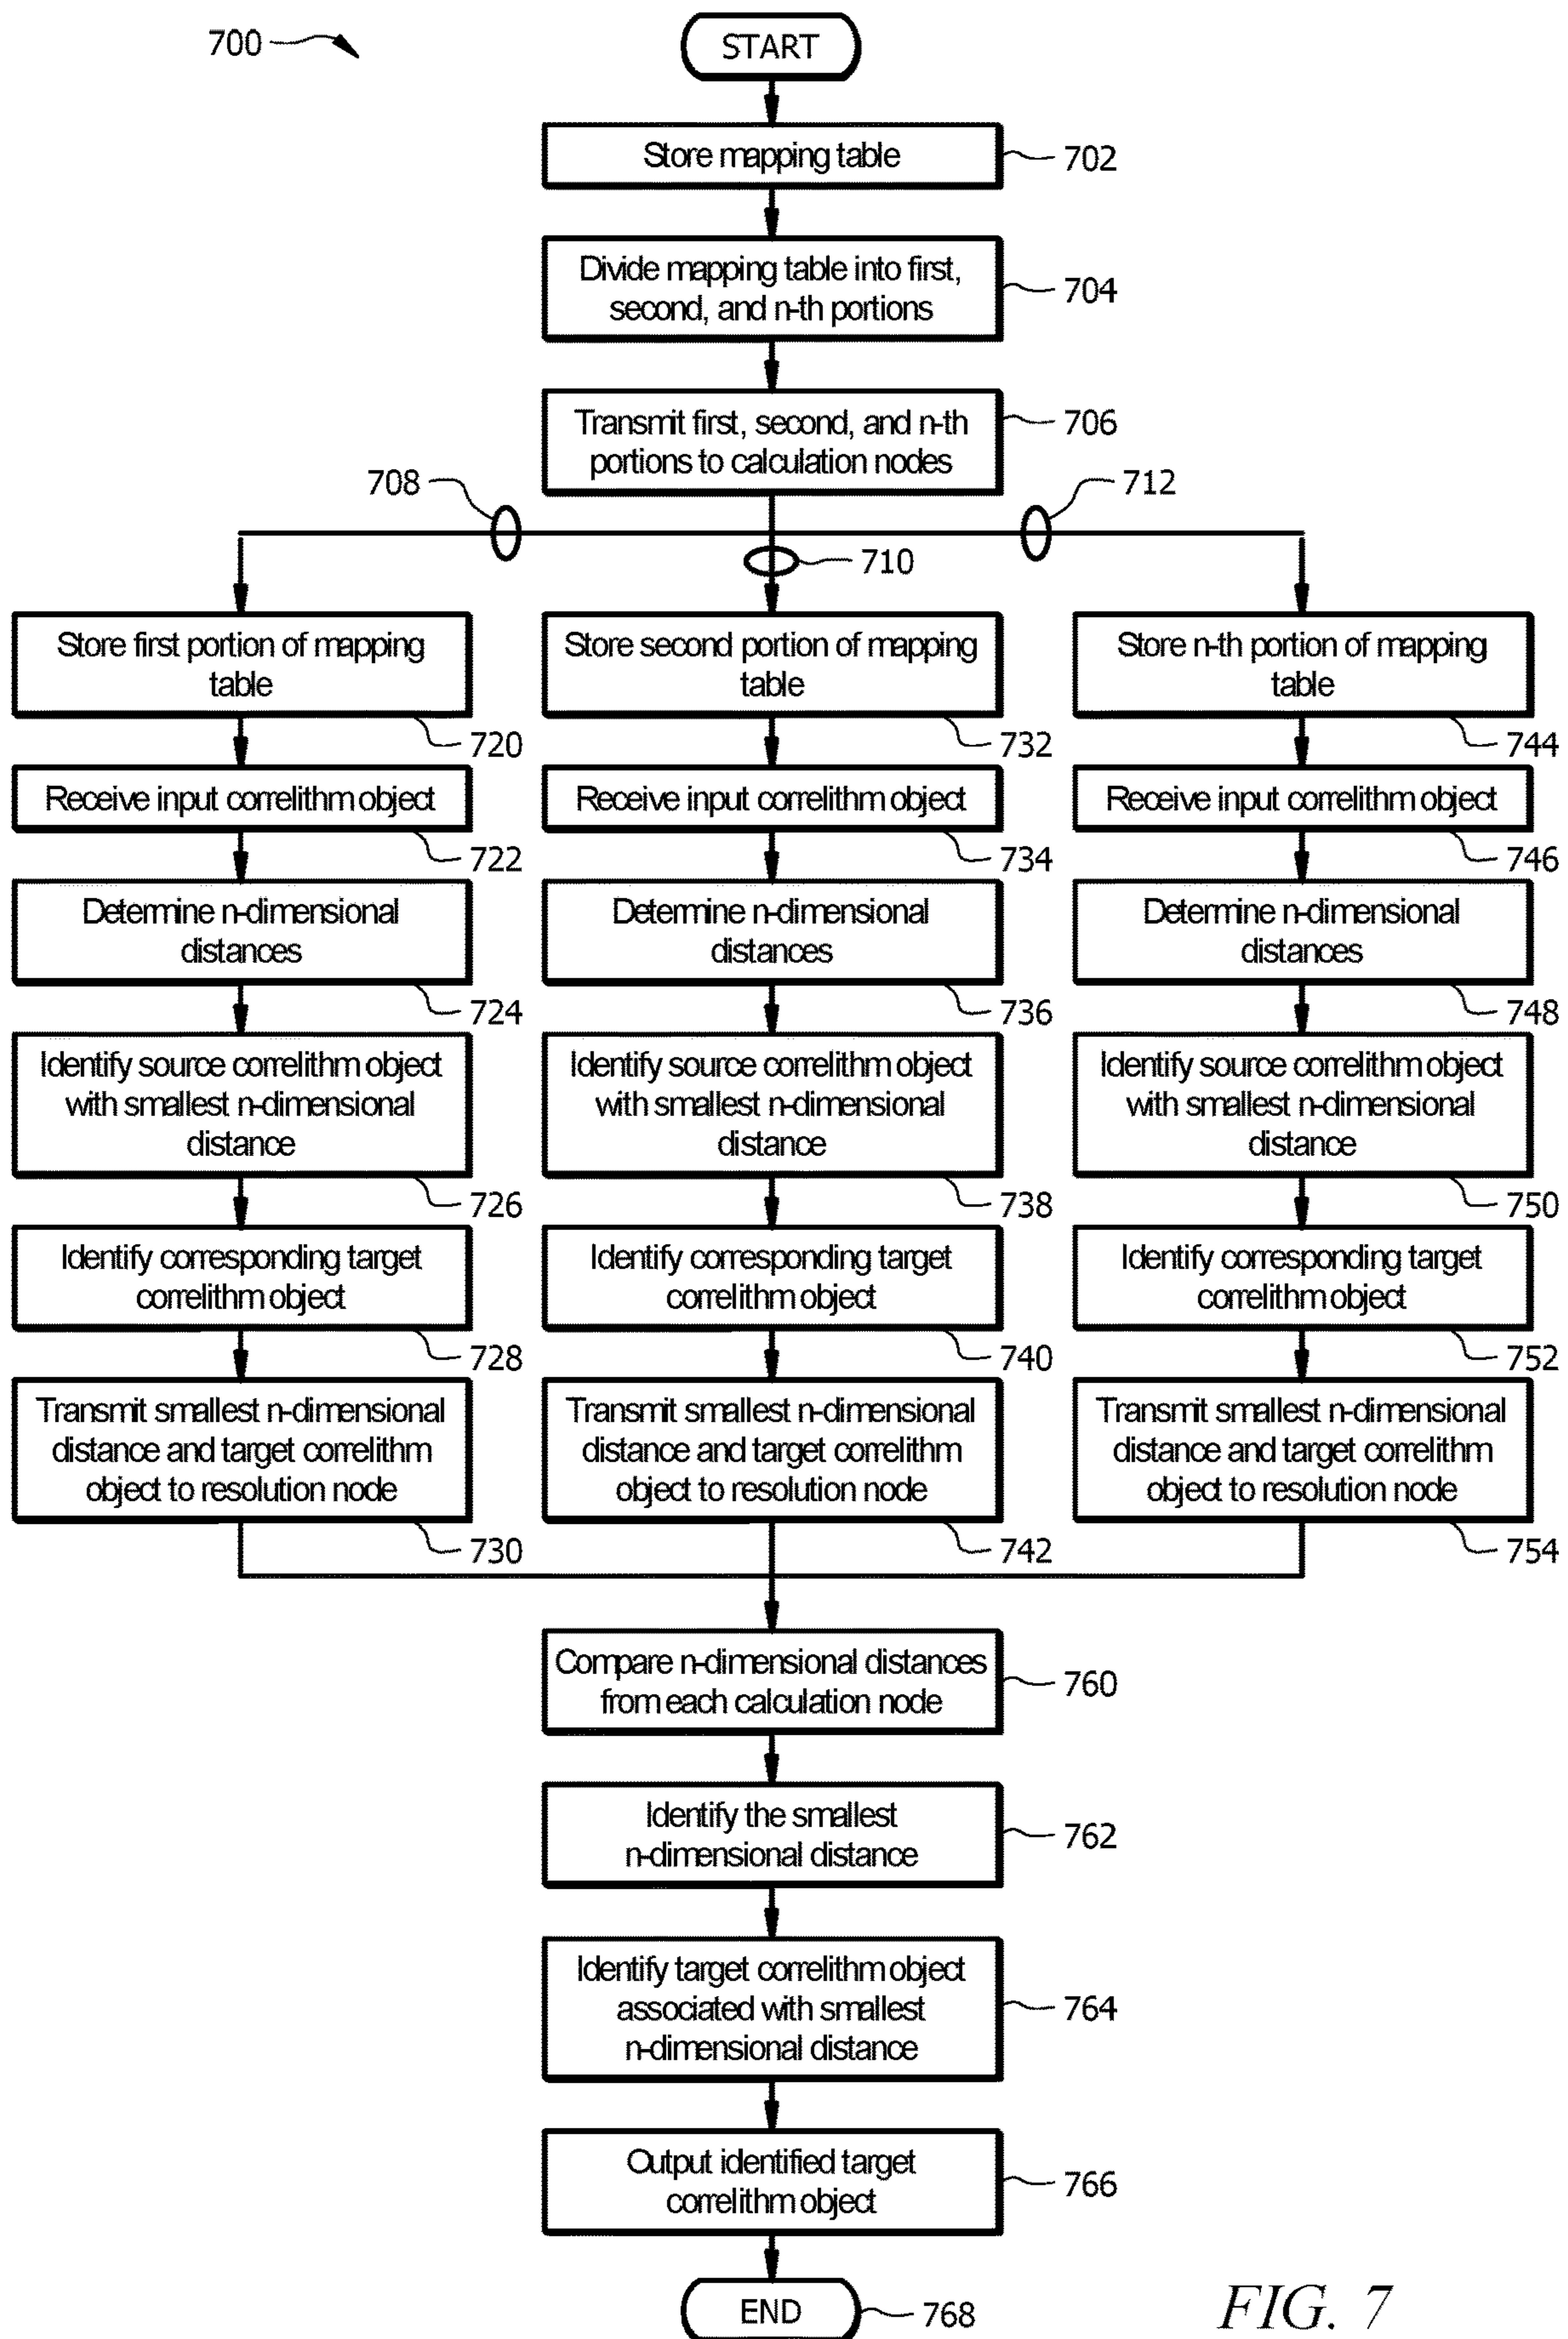 700
START
Store mapping table
702
Divide mapping table into first,
second, and n-th portions
704
Transmit first, second, and n-th
portions to calculation nodes
706
708
710
712
Store first portion of mapping
table
720
Receive input correlithm object
722
Determine n-dimensional
distances
724
Identify source correlithm object
with smallest n-dimensional
distance
726
Identify corresponding target
correlithm object
728
Transmit smallest n-dimensional
distance and target correlithm
object to resolution node
730
Store second portion of mapping
table
732
Receive input correlithm object
734
Determine n-dimensional
distances
736
Identify source correlithm object
with smallest n-dimensional
distance
738
Identify corresponding target
correlithm object
740
Transmit smallest n-dimensional
distance and target correlithm
object to resolution node
742
Store n-th portion of mapping
table
744
Receive input correlithm object
746
Determine n-dimensional
distances
748
Identify source correlithm object
with smallest n-dimensional
distance
750
Identify corresponding target
correlithm object
752
Transmit smallest n-dimensional
distance and target correlithm
object to resolution node
754
Compare n-dimensional distances
from each calculation node
760
Identify the smallest
n-dimensional distance
762
Identify target correlithm object
associated with smallest
n-dimensional distance
764
Output identified target
correlithm object
766
END
768
FIG. 7